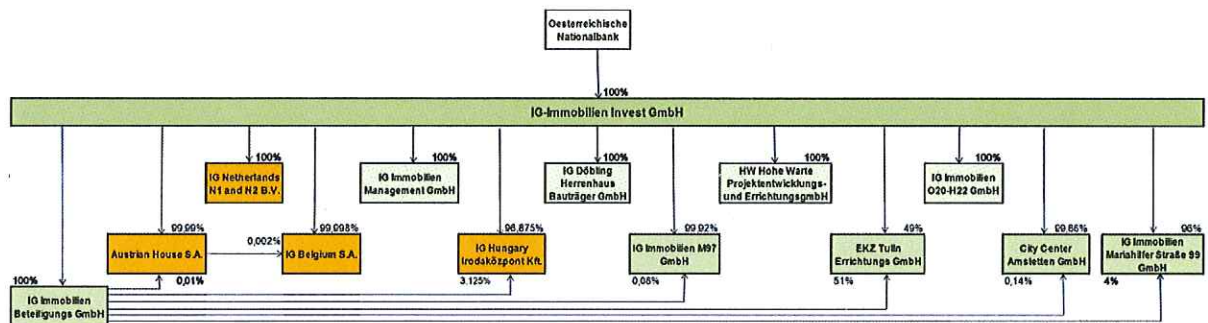 Oesterreichische
Nationalbank
100%
IG-Immobilien Invest GmbH
100%
IG Netherlands
N1 and N2 B.V.
100%
IG Immobilien
Management GmbH
100%
IG Döbling
Herrenhaus
Bauträger GmbH
100%
HW Hohe Warte
Projektentwicklungs-
und ErrichtungsgmbH
100%
IG Immobilien
O20-H22 GmbH
99,99%
Austrian House S.A.
0,01%
0,002%
99,998%
IG Belgium S.A.
96,875%
IG Hungary
Irodaközpont Kft.
3,125%
99,92%
IG Immobilien M97
GmbH
0,08%
49%
EKZ Tulln
Errichtungs GmbH
51%
99,86%
City Center
Amstetten GmbH
0,14%
96%
IG Immobilien
Mariahilfer Straße 99
GmbH
4%
100%
IG Immobilien
Beteiligungs GmbH